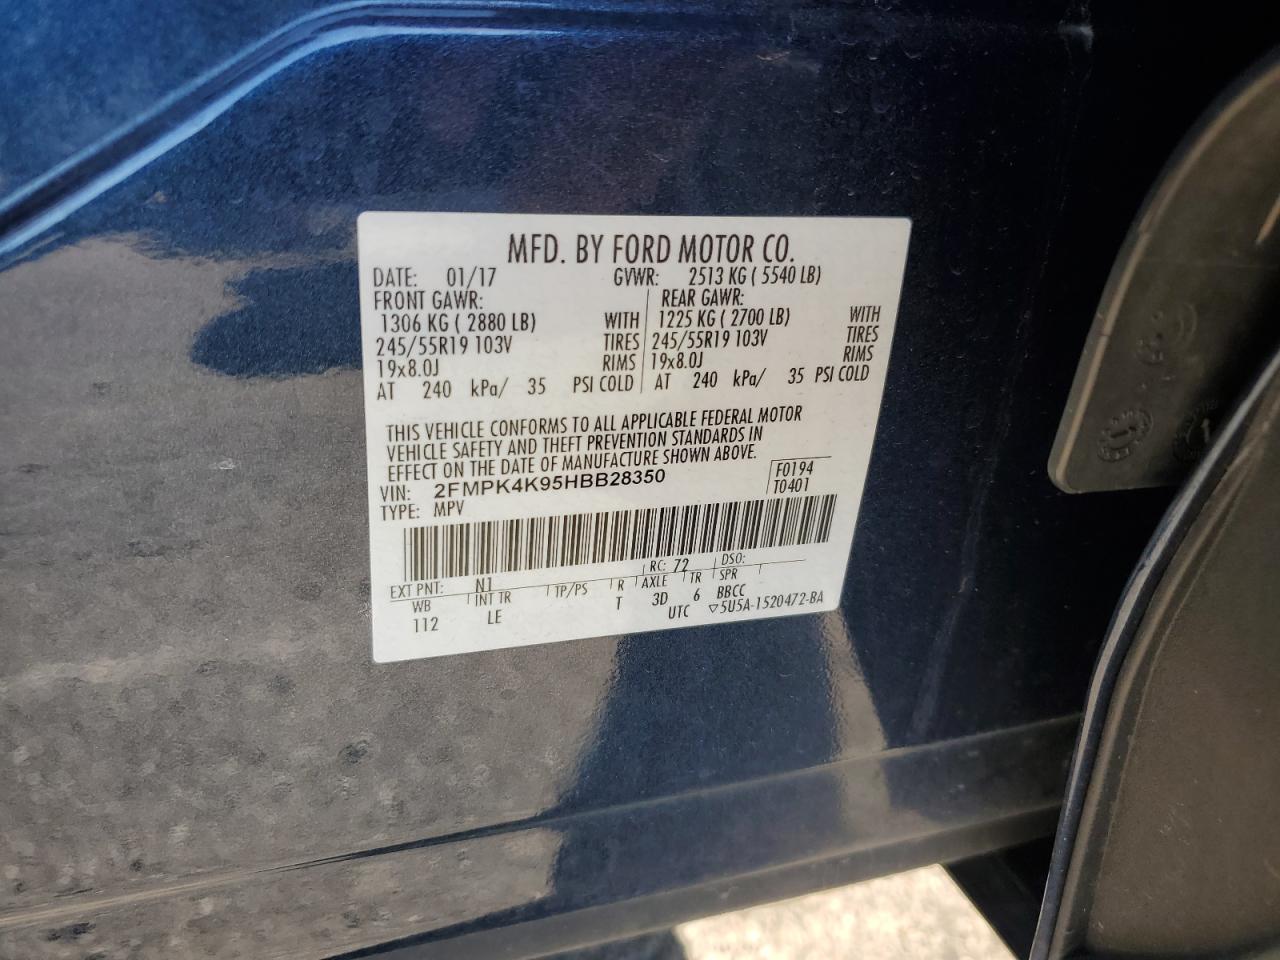 MFD. BY FORD MOTOR CO.
DATE: 01/17 GVWR: 2513 KG ( 5540 LB)
FRONT GAWR: REAR GAWR:
1306 KG ( 2880 LB) WITH 1225 KG ( 2700 LB) WITH
245/55R19 103V TIRES 245/55R19 103V TIRES
19x8.0J RIMS 19x8.0J RIMS
AT 240 kPa/ 35 PSI COLD AT 240 kPa/ 35 PSI COLD
THIS VEHICLE CONFORMS TO ALL APPLICABLE FEDERAL MOTOR
VEHICLE SAFETY AND THEFT PREVENTION STANDARDS IN
EFFECT ON THE DATE OF MANUFACTURE SHOWN ABOVE.
VIN: 2FMPK4K95HBB28350 F0194
TYPE: MPV T0401
EXT PNT: N1 RC: 72 DSO:
WB INT TR TP/PS R AXLE TR SPR
112 LE T 3D 6 BBCC
UTC ▽5U5A-1520472-BA